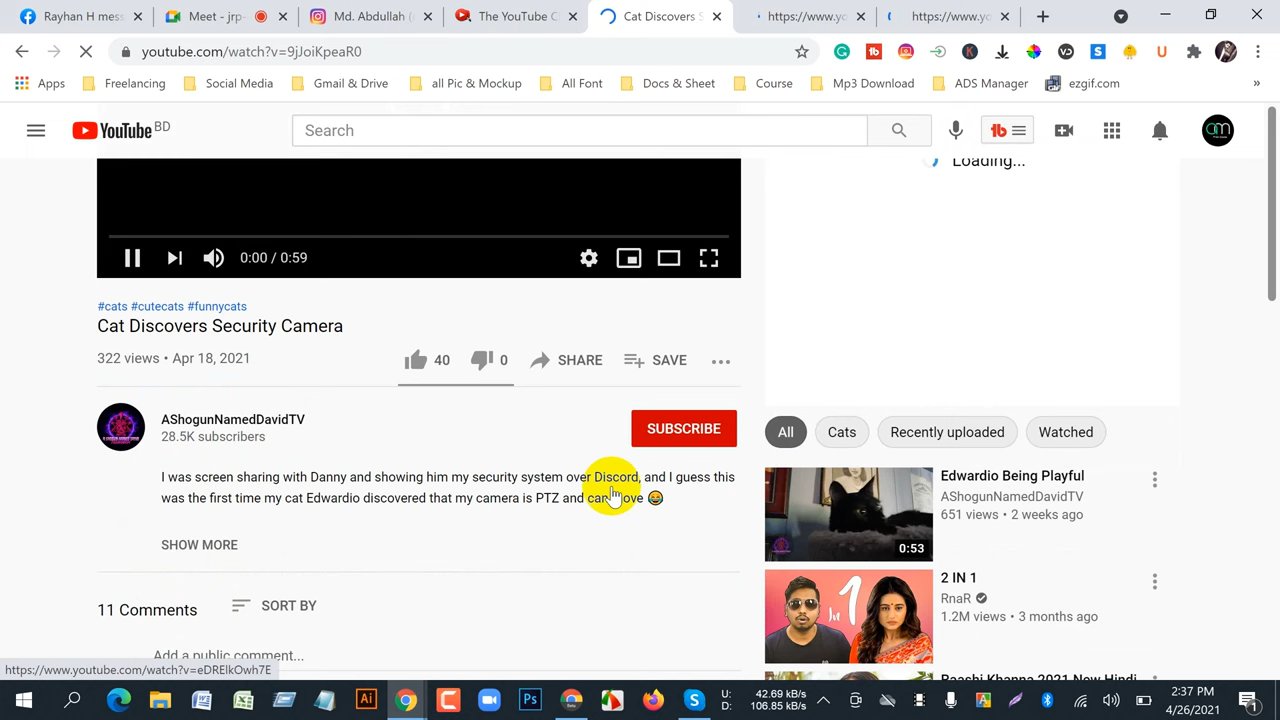 Rayhan H mess
Meet - jrp-
Md. Abdullah (
The YouTube C
Cat Discovers S
https://www.yo
https://www.yo
youtube.com/watch?v=9jJoiKpeaR0
Apps
Freelancing
Social Media
Gmail & Drive
all Pic & Mockup
All Font
Docs & Sheet
Course
Mp3 Download
ADS Manager
ezgif.com
»
YouTube BD
Search
Loading...
0:00 / 0:59
#cats #cutecats #funnycats
Cat Discovers Security Camera
322 views • Apr 18, 2021
40
0
SHARE
SAVE
AShogunNamedDavidTV
28.5K subscribers
SUBSCRIBE
I was screen sharing with Danny and showing him my security system over Discord, and I guess this
was the first time my cat Edwardio discovered that my camera is PTZ and can move 😂
SHOW MORE
11 Comments
SORT BY
Add a public comment...
All
Cats
Recently uploaded
Watched
Edwardio Being Playful
AShogunNamedDavidTV
651 views • 2 weeks ago
0:53
2 IN 1
RnaR
1.2M views • 3 months ago
Baashi Khanna 2021 New Hindi
https://www.youtube.com/watch?v=eDRElkOwh7E
U: 42.69 kB/s
D: 106.85 kB/s
2:37 PM
4/26/2021